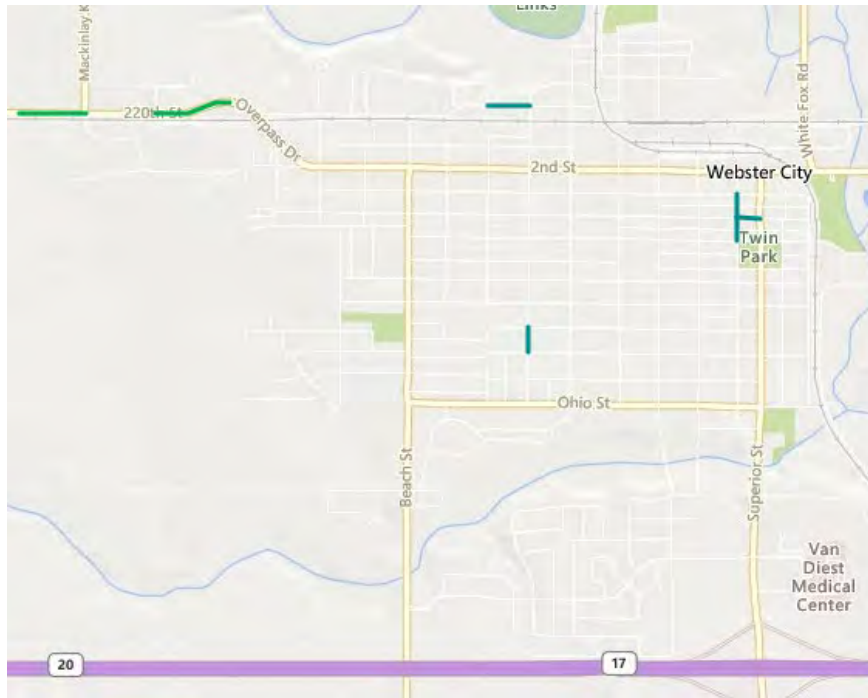 Links
Mackinlay K
220th St
Overpass Dr
White Fox Rd
2nd St
Webster City
Twin
Park
Ohio St
Beach St
Superior St
Van
Diest
Medical
Center
20
17